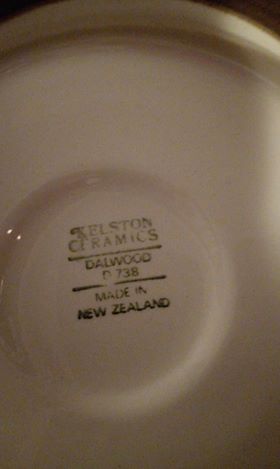 KELSTON
CERAMICS
DALWOOD
D 738
MADE IN
NEW ZEALAND